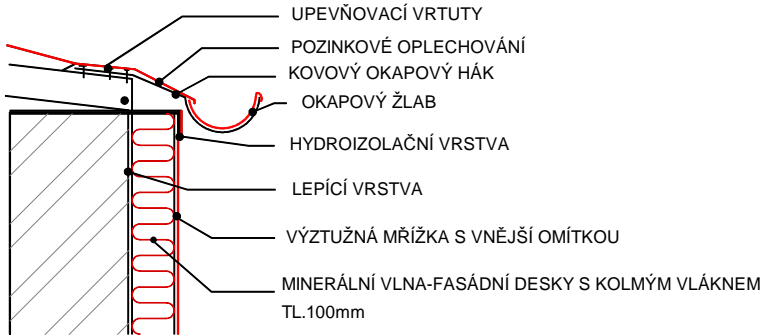 UPEVŇOVACÍ VRTUTY
POZINKOVÉ OPLECHOVÁNÍ
KOVOVÝ OKAPOVÝ HÁK
OKAPOVÝ ŽLAB
HYDROIZOLAČNÍ VRSTVA
LEPÍCÍ VRSTVA
VÝZTUŽNÁ MŘÍŽKA S VNĚJŠÍ OMÍTKOU
MINERÁLNÍ VLNA-FASÁDNÍ DESKY S KOLMÝM VLÁKNEM
TL.100mm